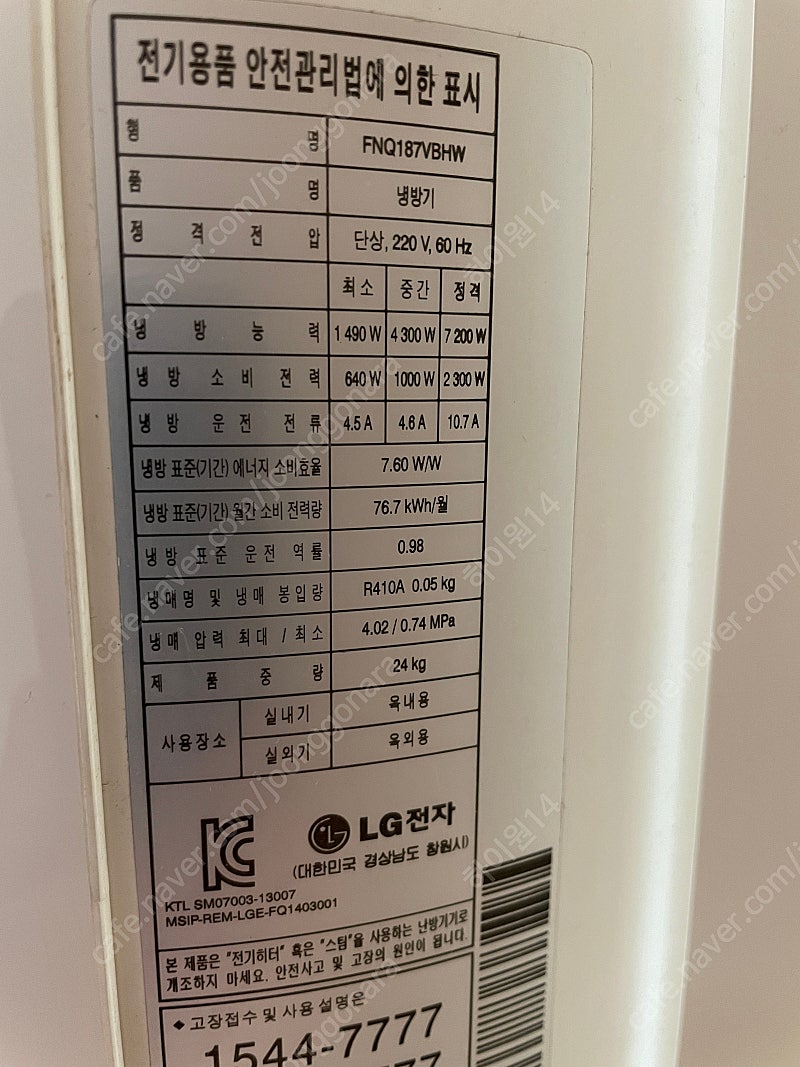 전기용품 안전관리법에 의한 표시
형 명 FNQ187VBHW
품 명 냉방기
정 격 전 압 단상, 220 V, 60 Hz
최소 중간 정격
냉 방 능 력 1 490 W 4 300 W 7 200 W
냉 방 소 비 전 력 640 W 1000 W 2 300 W
냉 방 운 전 전 류 4.5 A 4.6 A 10.7 A
냉방 표준(기간) 에너지 소비효율 7.60 W/W
냉방 표준(기간) 월간 소비 전력량 76.7 kWh/월
냉 방 표 준 운 전 역 률 0.98
냉매명 및 냉매 봉입량 R410A 0.05 kg
냉매 압력 최대 / 최소 4.02 / 0.74 MPa
제 품 중 량 24 kg
사용장소 실내기 옥내용
실외기 옥외용
LG전자
(대한민국 경상남도 창원시)
KTL SM07003-13007
MSIP-REM-LGE-FQ1403001
본 제품은 "전기히터" 혹은 "스팀"을 사용하는 난방기기로
개조하지 마세요. 안전사고 및 고장의 원인이 됩니다.
◆ 고장접수 및 사용 설명은
1544-7777
cafe.naver.com/joonggonara
하이원14